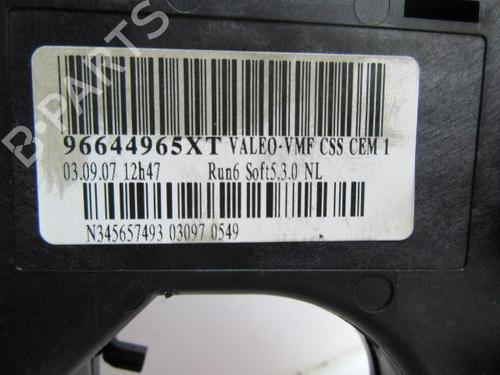 B-PARTS
96644965XT VALEO-VMF CSS CEM 1
03.09.07 12h47 Run6 Soft5.3.0 NL
N345657493 03097 0549